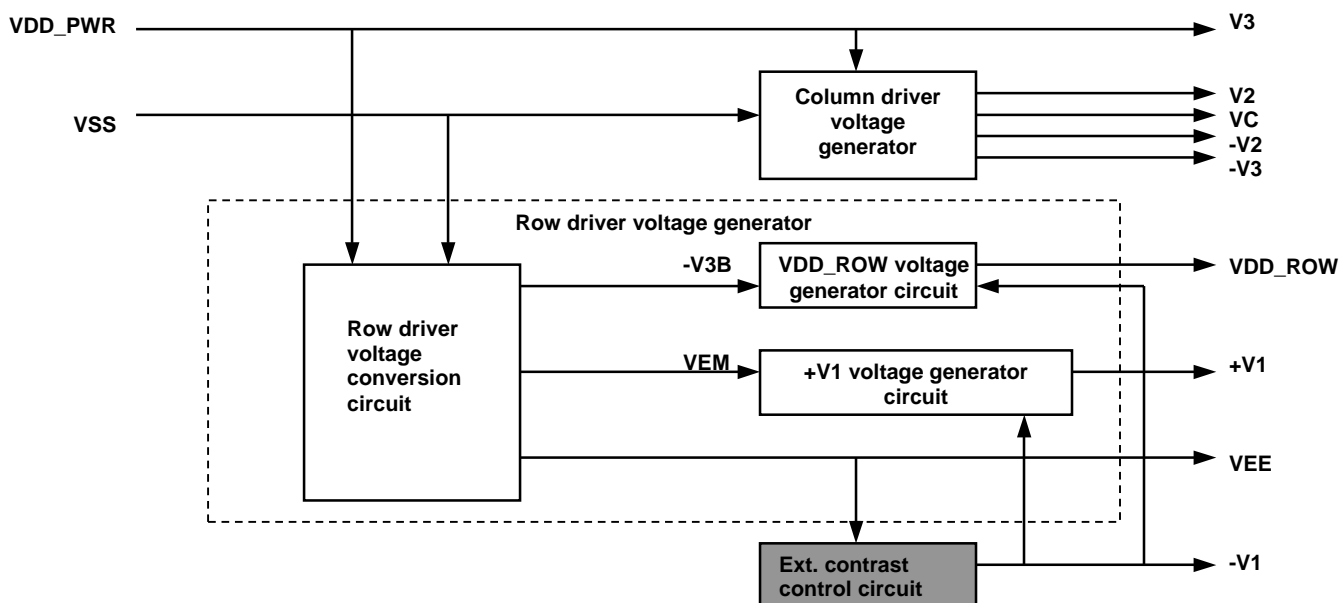 VDD_PWR
V3
VSS
Column driver
voltage
generator
V2
VC
-V2
-V3
Row driver voltage generator
Row driver
voltage
conversion
circuit
-V3B
VDD_ROW voltage
generator circuit
VDD_ROW
VEM
+V1 voltage generator
circuit
+V1
VEE
Ext. contrast
control circuit
-V1